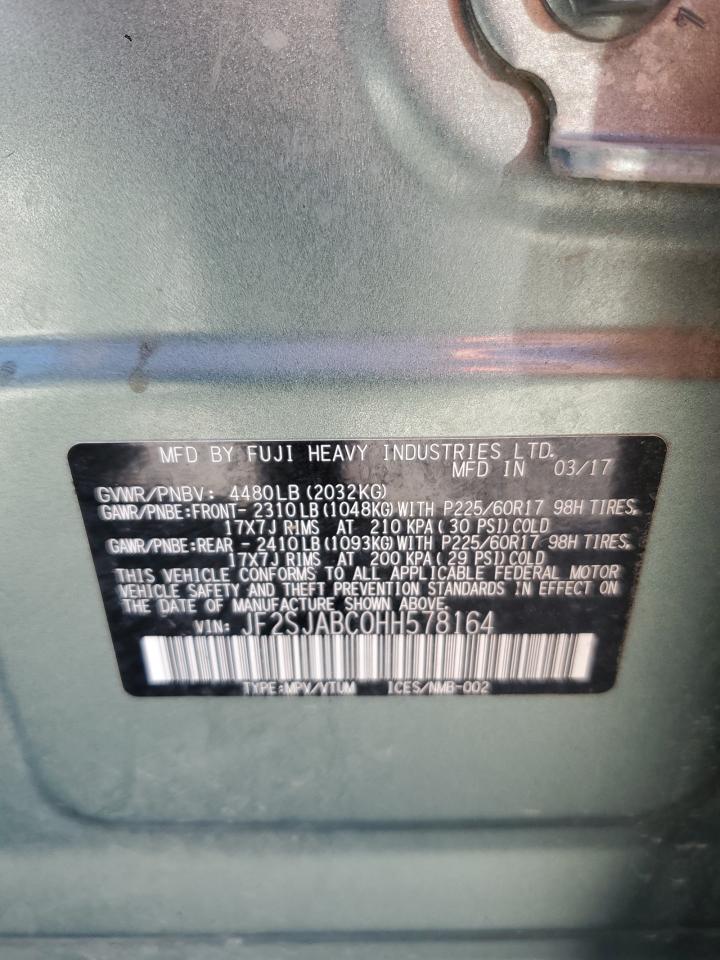 MFD BY FUJI HEAVY INDUSTRIES LTD.
MFD IN 03/17
GVWR/PNBV: 4480LB(2032KG)
GAWR/PNBE:FRONT- 2310LB(1048KG)WITH P225/60R17 98H TIRES,
17X7J RIMS AT 210 KPA(30 PSI)COLD
GAWR/PNBE:REAR - 2410LB(1093KG)WITH P225/60R17 98H TIRES,
17X7J RIMS AT 200 KPA(29 PSI)COLD
THIS VEHICLE CONFORMS TO ALL APPLICABLE FEDERAL MOTOR
VEHICLE SAFETY AND THEFT PREVENTION STANDARDS IN EFFECT ON
THE DATE OF MANUFACTURE SHOWN ABOVE.
VIN: JF2SJABC0HH578164
TYPE:MPV/VTUM ICES/NMB-002